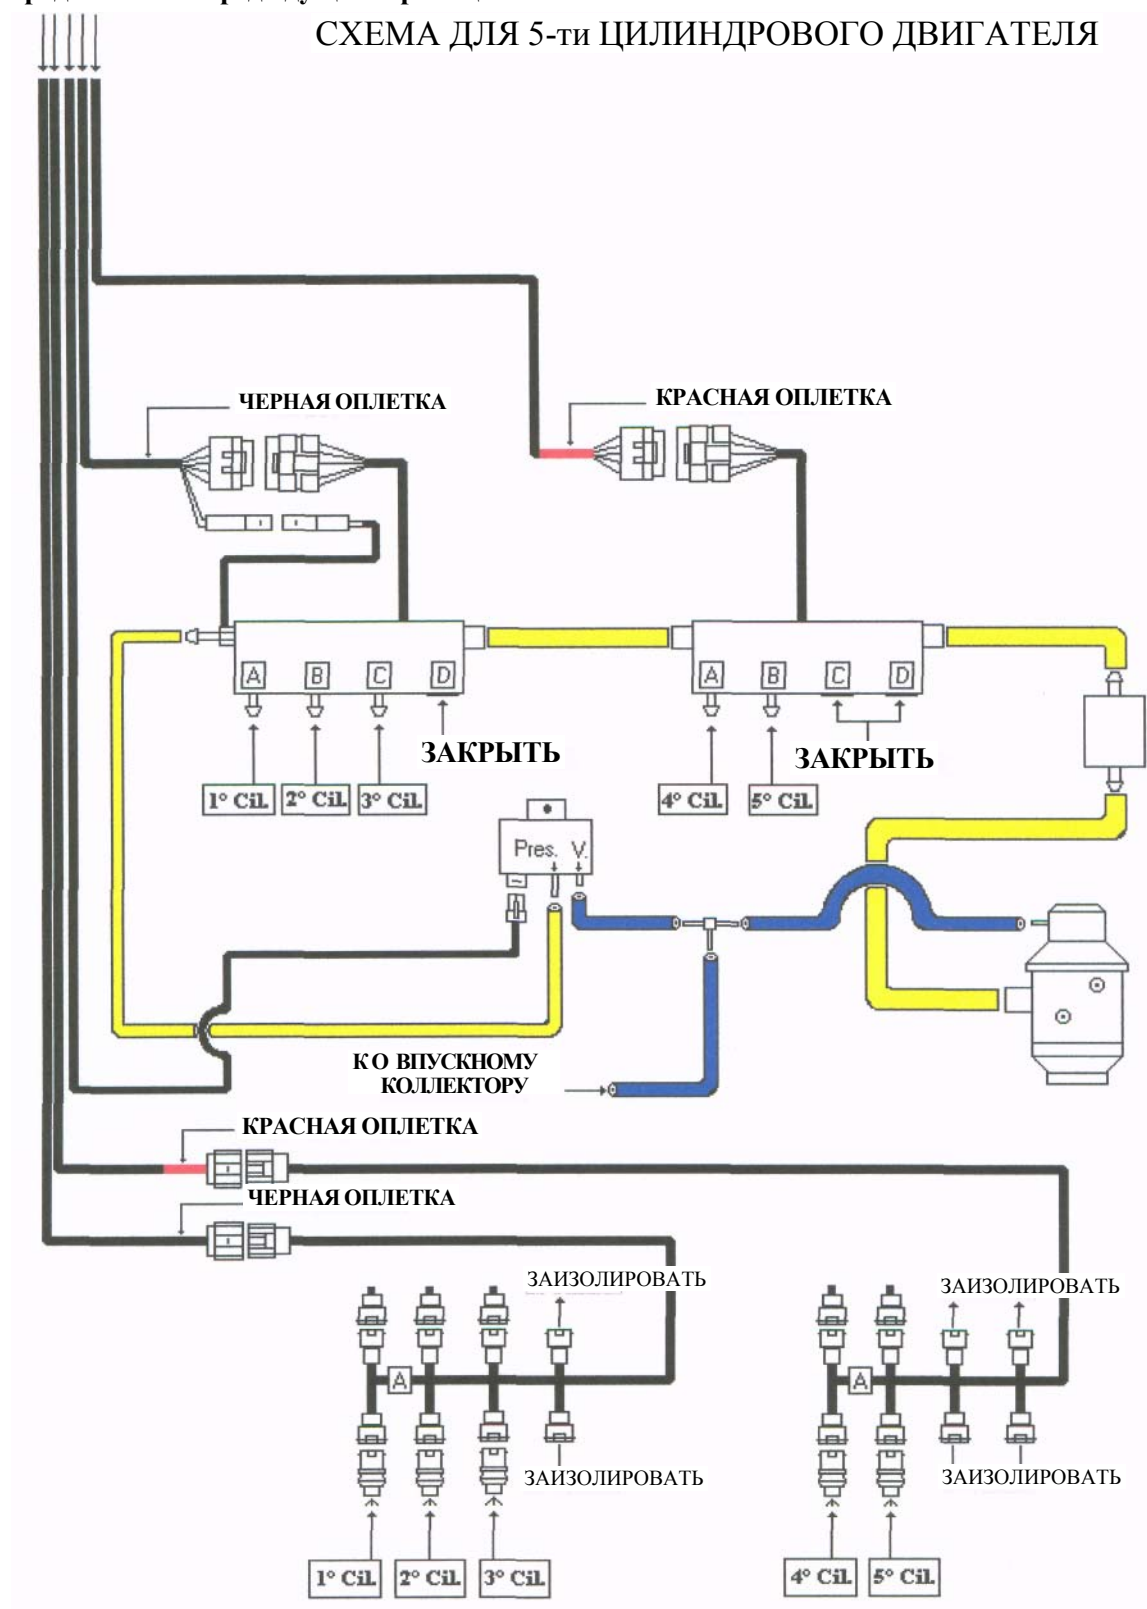 СХЕМА ДЛЯ 5-ти ЦИЛИНДРОВОГО ДВИГАТЕЛЯ
ЧЕРНАЯ ОПЛЕТКА
КРАСНАЯ ОПЛЕТКА
A B C D
A B C D
ЗАКРЫТЬ
ЗАКРЫТЬ
1° Cil. 2° Cil. 3° Cil.
4° Cil. 5° Cil.
Pres. V.
КО ВПУСКНОМУ
КОЛЛЕКТОРУ
КРАСНАЯ ОПЛЕТКА
ЧЕРНАЯ ОПЛЕТКА
ЗАИЗОЛИРОВАТЬ
ЗАИЗОЛИРОВАТЬ
A
A
ЗАИЗОЛИРОВАТЬ
ЗАИЗОЛИРОВАТЬ
1° Cil. 2° Cil. 3° Cil.
4° Cil. 5° Cil.